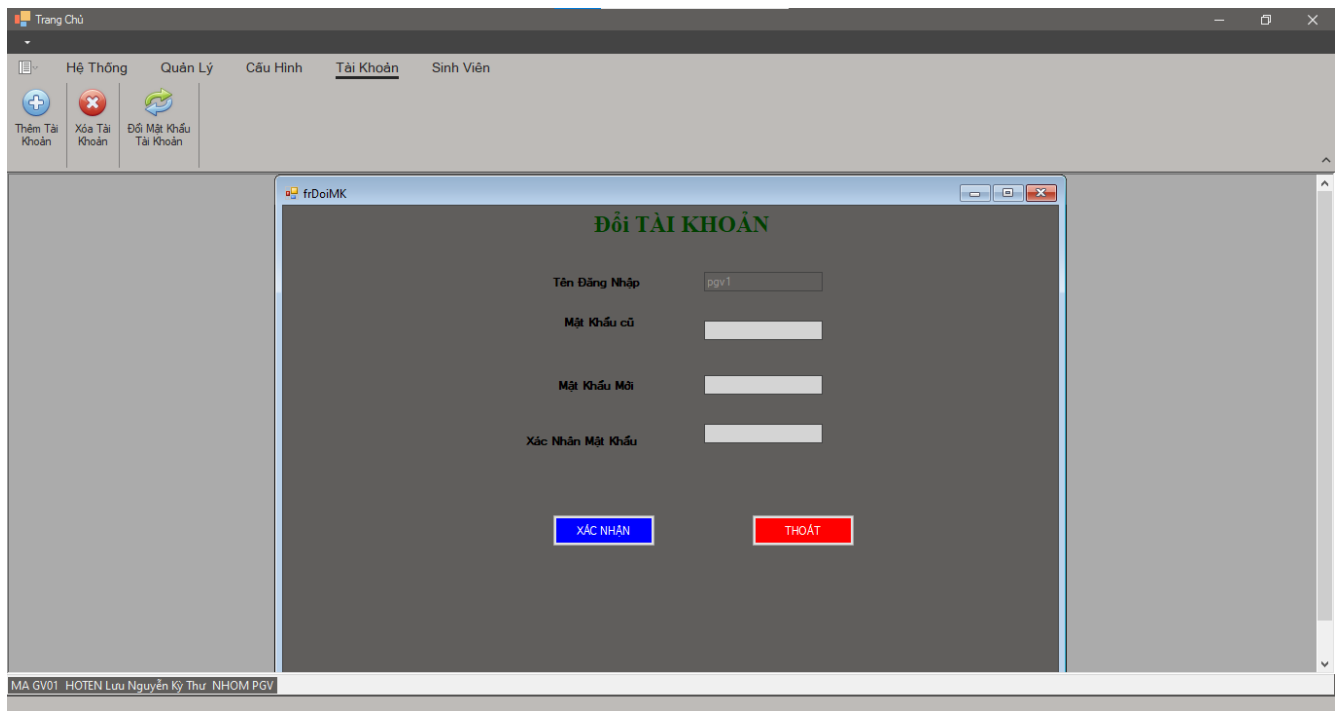 Trang Chủ
Hệ Thống Quản Lý Cấu Hình Tài Khoản Sinh Viên
Thêm Tài Khoản
Xóa Tài Khoản
Đổi Mật Khẩu Tài Khoản
frDoiMK
Đổi TÀI KHOẢN
Tên Đăng Nhập pgv1
Mật Khẩu cũ
Mật Khẩu Mới
Xác Nhân Mật Khẩu
XÁC NHẬN THOÁT
MA GV01 HOTEN Lưu Nguyễn Kỳ Thư NHOM PGV